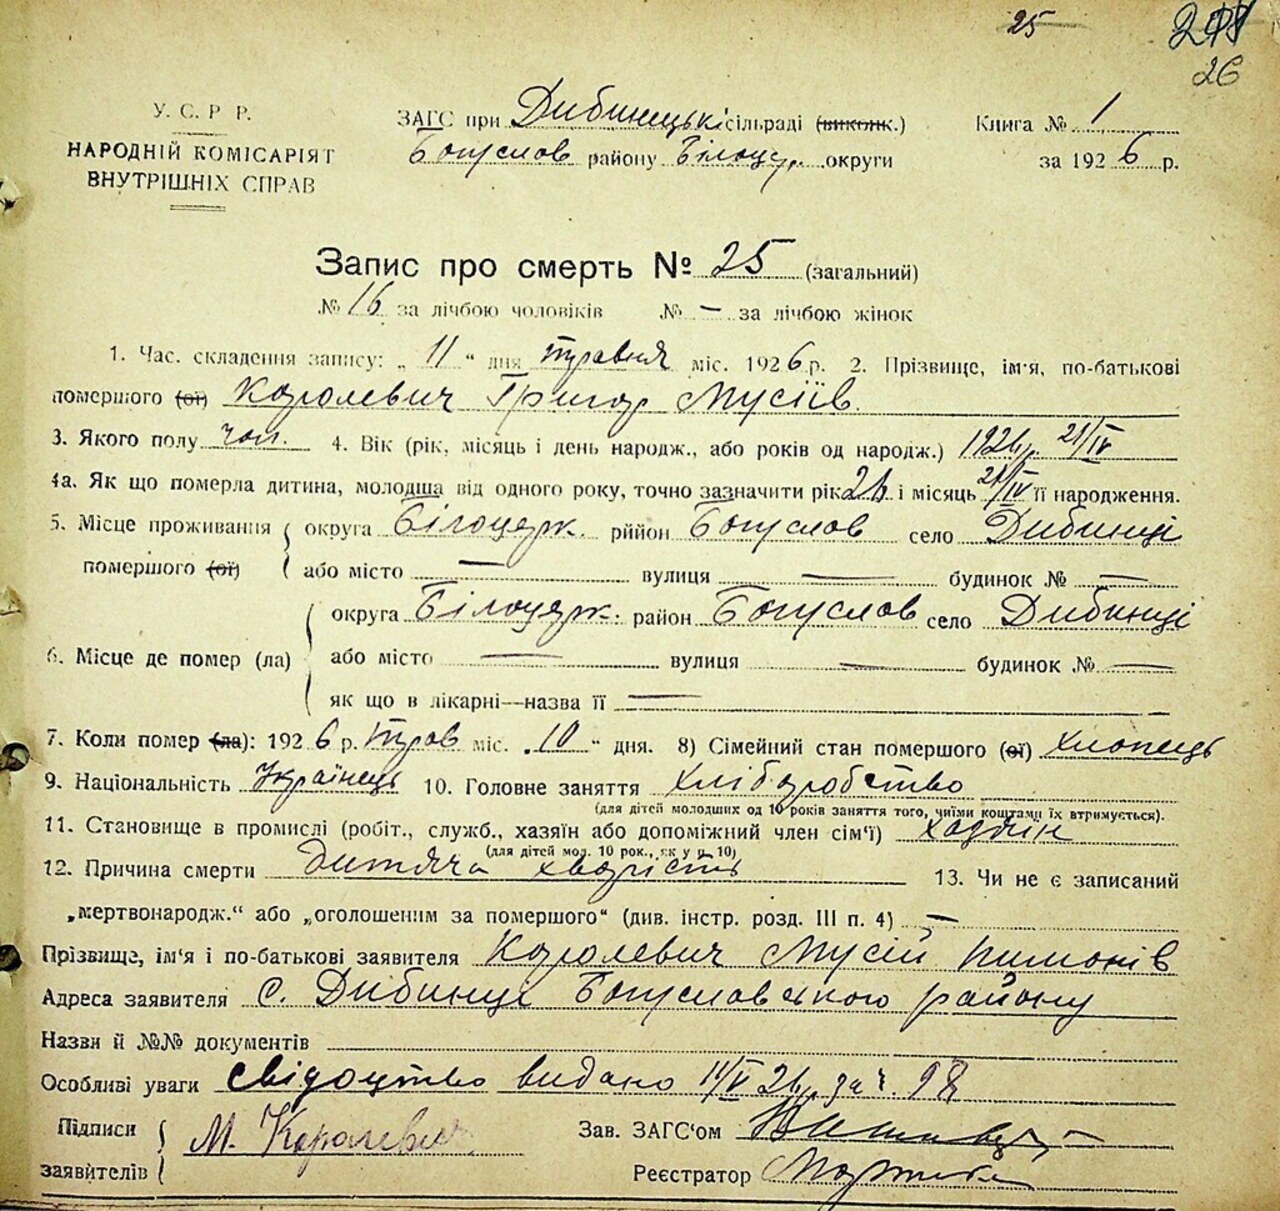 25
26
У. С. Р Р.
НАРОДНІЙ КОМІСАРІЯТ
ВНУТРІШНІХ СПРАВ
ЗАГС при Дибинецькі сільраді (виконк.)
Богуслов району Білоцер. округи
Книга № 1
за 1926 р.
Запис про смерть № 25 (загальний)
№ 16 за лічбою чоловіків № — за лічбою жінок
1. Час. складення запису: „ 11 “ дня травня міс. 1926 р. 2. Прізвище, ім'я, по-батькові
помершого (ої) Королевич Григор Мусіїв.
3. Якого полу чол. 4. Вік (рік, місяць і день народж., або років од народж.) 1926 р. 21/IV
4а. Як що померла дитина, молодша від одного року, точно зазначити рік 26 і місяць 21/IV її народження.
5. Місце проживання помершого (ої) округа Білоцерк. рййон Богуслов село Дибинці
або місто — вулиця — будинок № —
6. Місце де помер (ла) округа Білоцерк. район Богуслов село Дибинці
або місто — вулиця — будинок № —
як що в лікарні—назва її —
7. Коли помер (ла): 1926 р. трав міс. „10“ дня. 8) Сімейний стан помершого (ої) хлопець
9. Національність Українець 10. Головне заняття хліборобство
(для дітей молодших од 10 років заняття того, чиїми коштами їх втримується).
11. Становище в промислі (робіт., служб., хазяїн або допоміжний член сім'ї) хазяїн
(для дітей мол. 10 рок., як у п. 10)
12. Причина смерти Дитяча хворість 13. Чи не є записаний
„мертвонародж.“ або „оголошеним за помершого“ (див. інстр. розд. III п. 4) —
Прізвище, ім'я і по-батькові заявителя Королевич Мусій Пимонів
Адреса заявителя С. Дибинці Богуславського району
Назви й №№ документів
Особливі уваги свідоцтво видано 11/V 26 р. за ч. 98
Підписи заявителів М. Королевич
Зав. ЗАГС'ом
Реєстратор